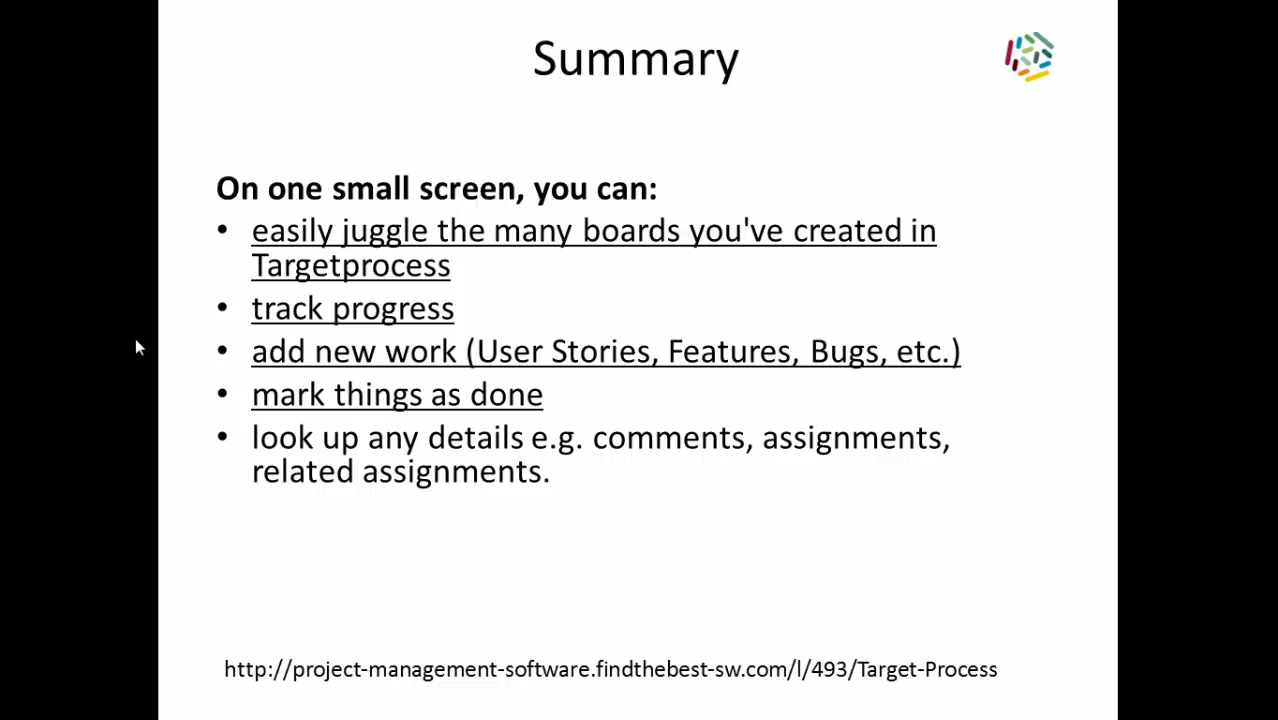 Summary
On one small screen, you can:
• easily juggle the many boards you've created in
Targetprocess
• track progress
• add new work (User Stories, Features, Bugs, etc.)
• mark things as done
• look up any details e.g. comments, assignments,
related assignments.
http://project-management-software.findthebest-sw.com/l/493/Target-Process